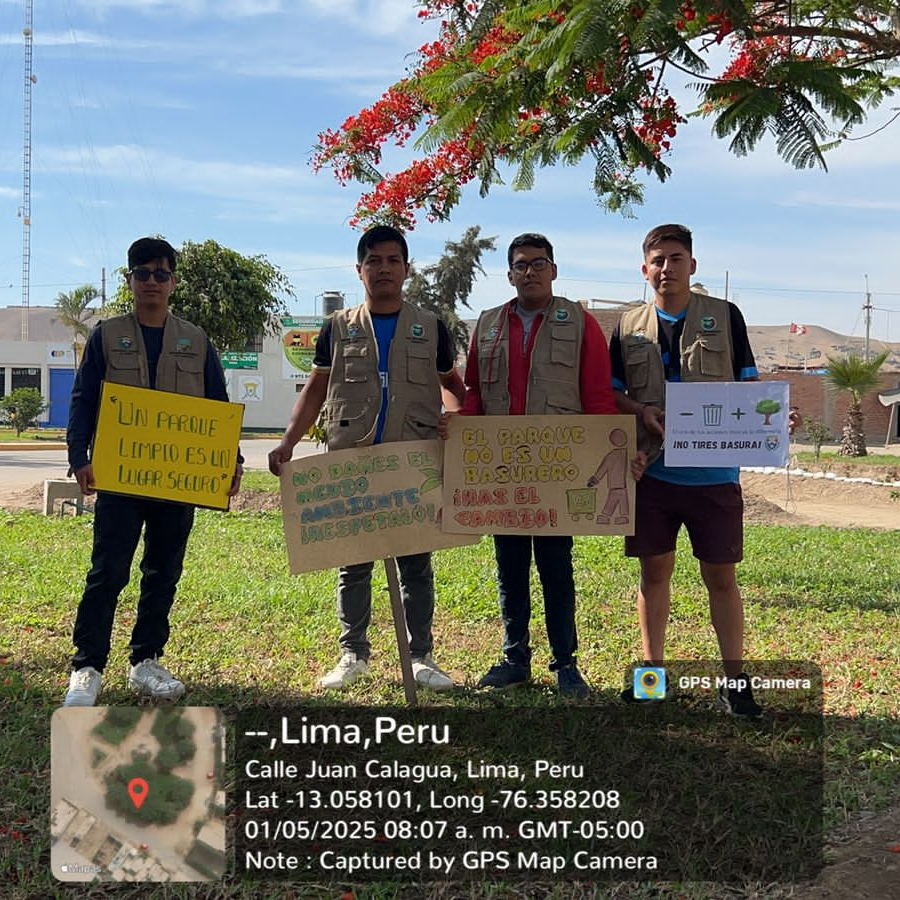 "UN PARQUE
LIMPIO ES UN
LUGAR SEGURO"
NO DAÑES EL
MEDIO
AMBIENTE
¡RESPETALO!
EL PARQUE
NO ES UN
BASURERO
¡HAS EL
CAMBIO!
- +
¡NO TIRES BASURA!
GPS Map Camera
--,Lima,Peru
Calle Juan Calagua, Lima, Peru
Lat -13.058101, Long -76.358208
01/05/2025 08:07 a. m. GMT-05:00
Note : Captured by GPS Map Camera
Mapas